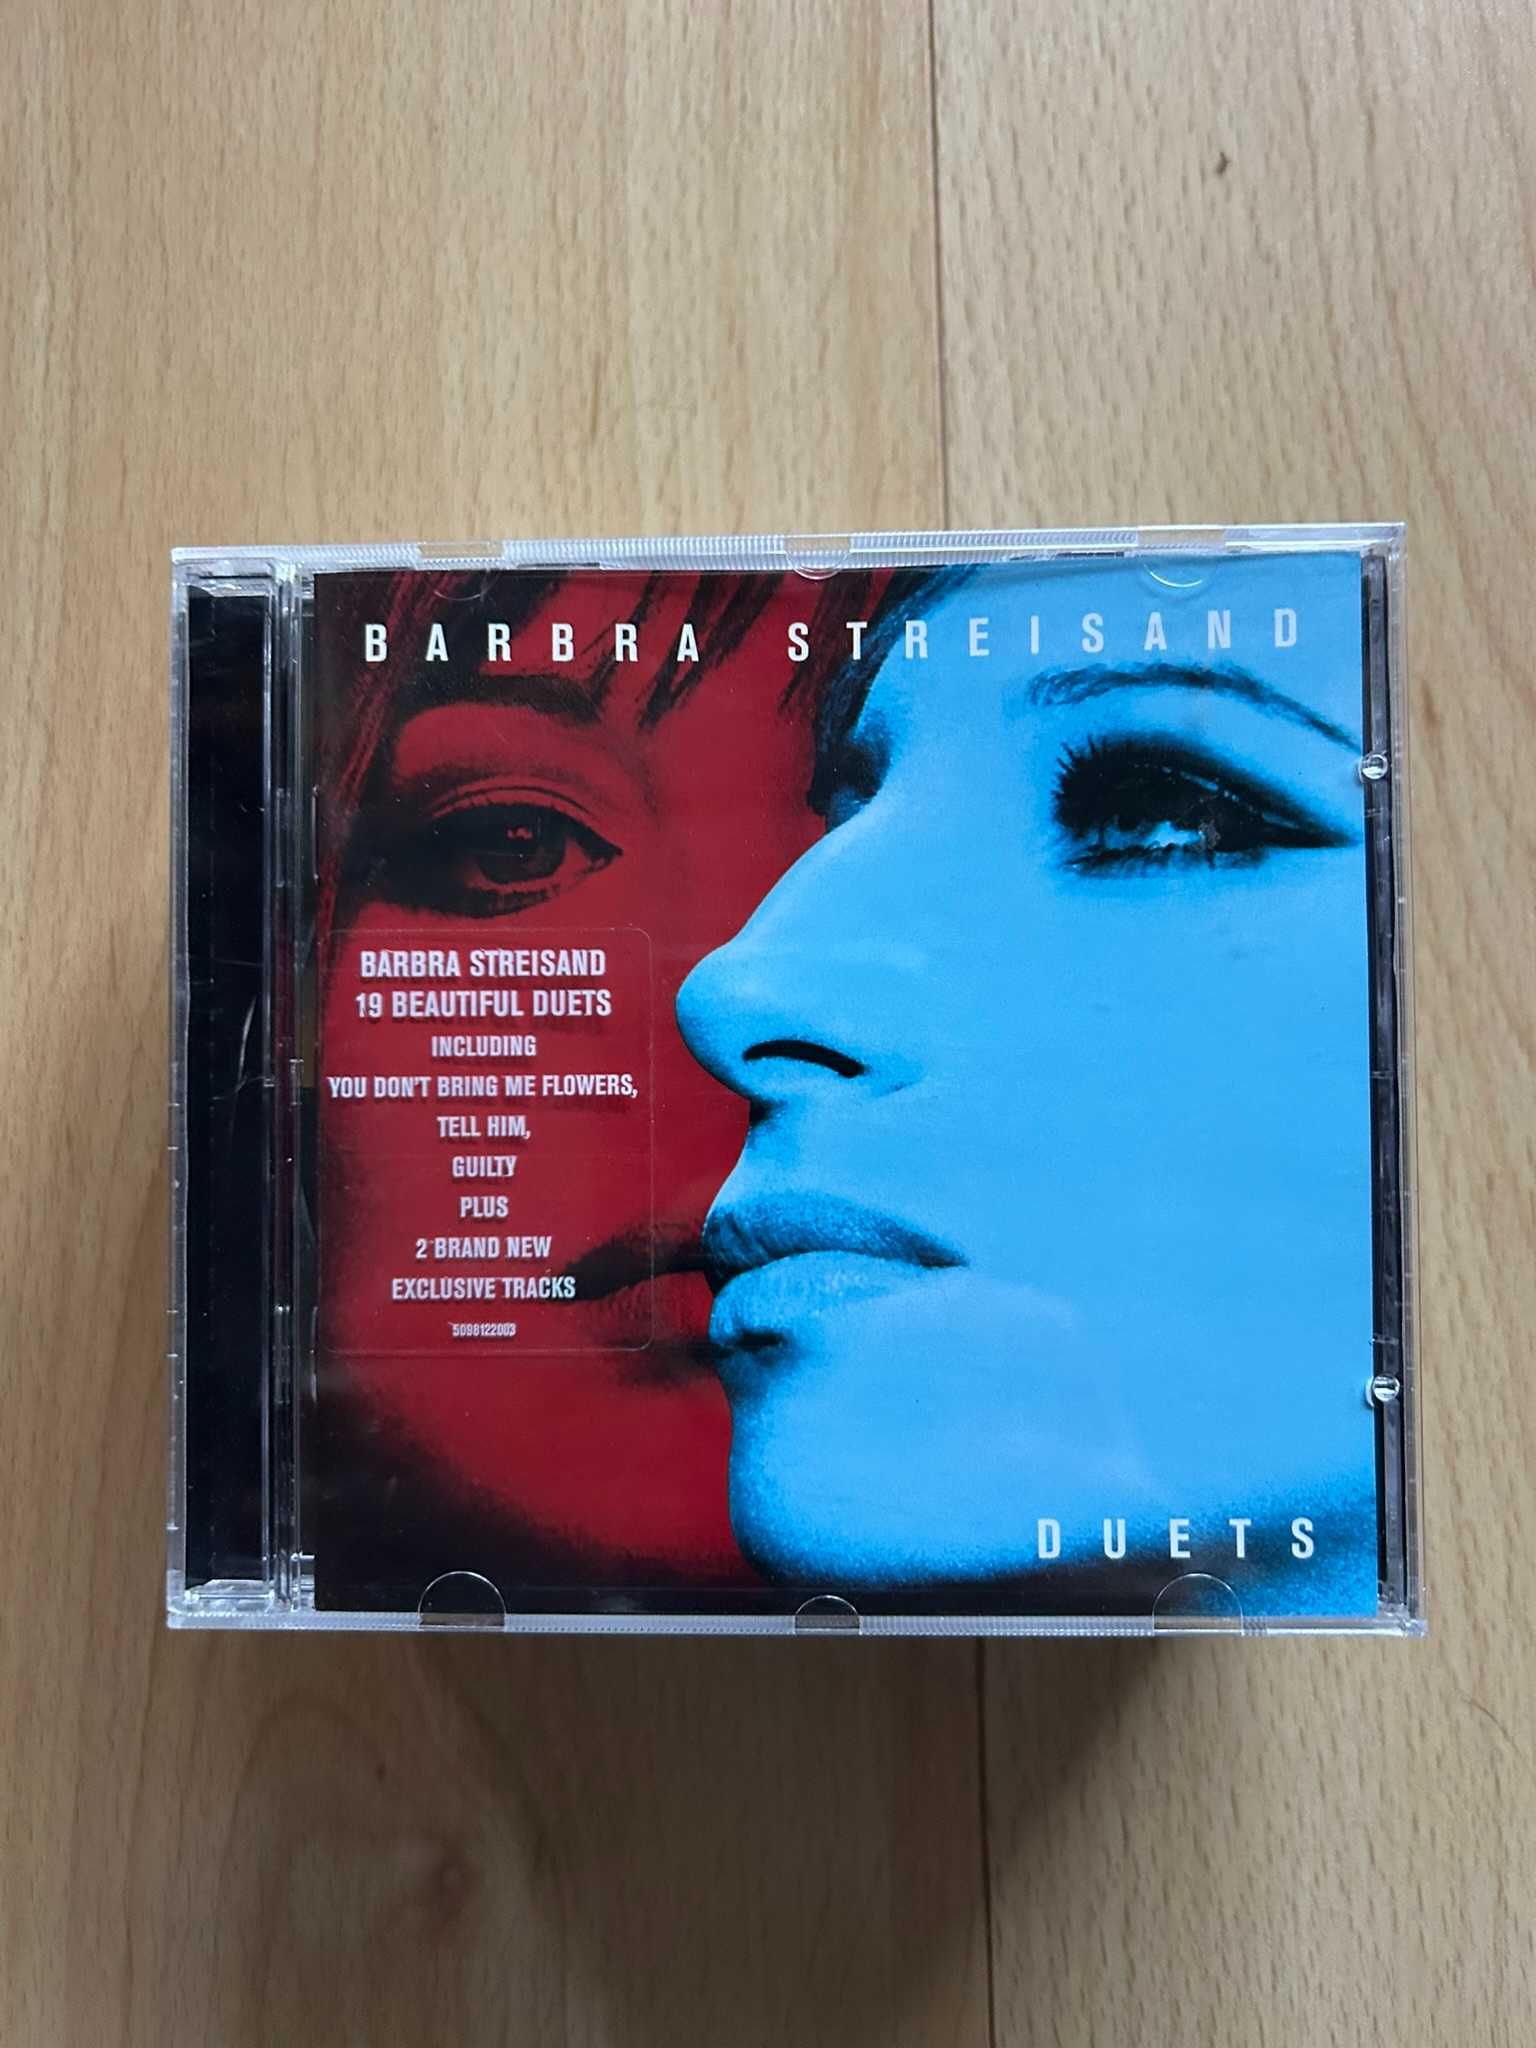 BARBRA STREISAND
BARBRA STREISAND
19 BEAUTIFUL DUETS
INCLUDING
YOU DON'T BRING ME FLOWERS,
TELL HIM,
GUILTY
PLUS
2 BRAND NEW
EXCLUSIVE TRACKS
5098122003
DUETS